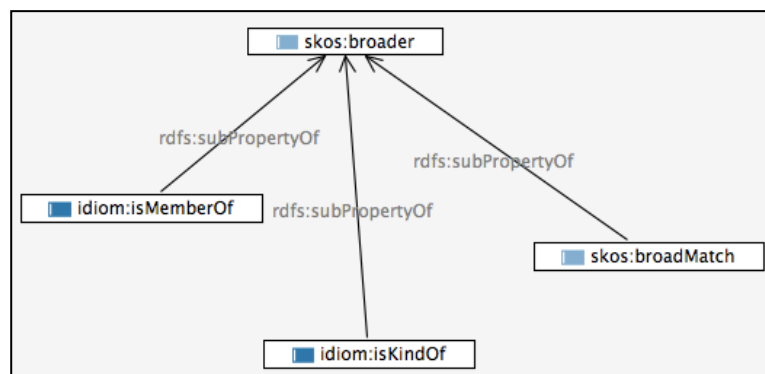 skos:broader
rdfs:subPropertyOf
rdfs:subPropertyOf
idiom:isMemberOf
rdfs:subPropertyOf
skos:broadMatch
idiom:isKindOf